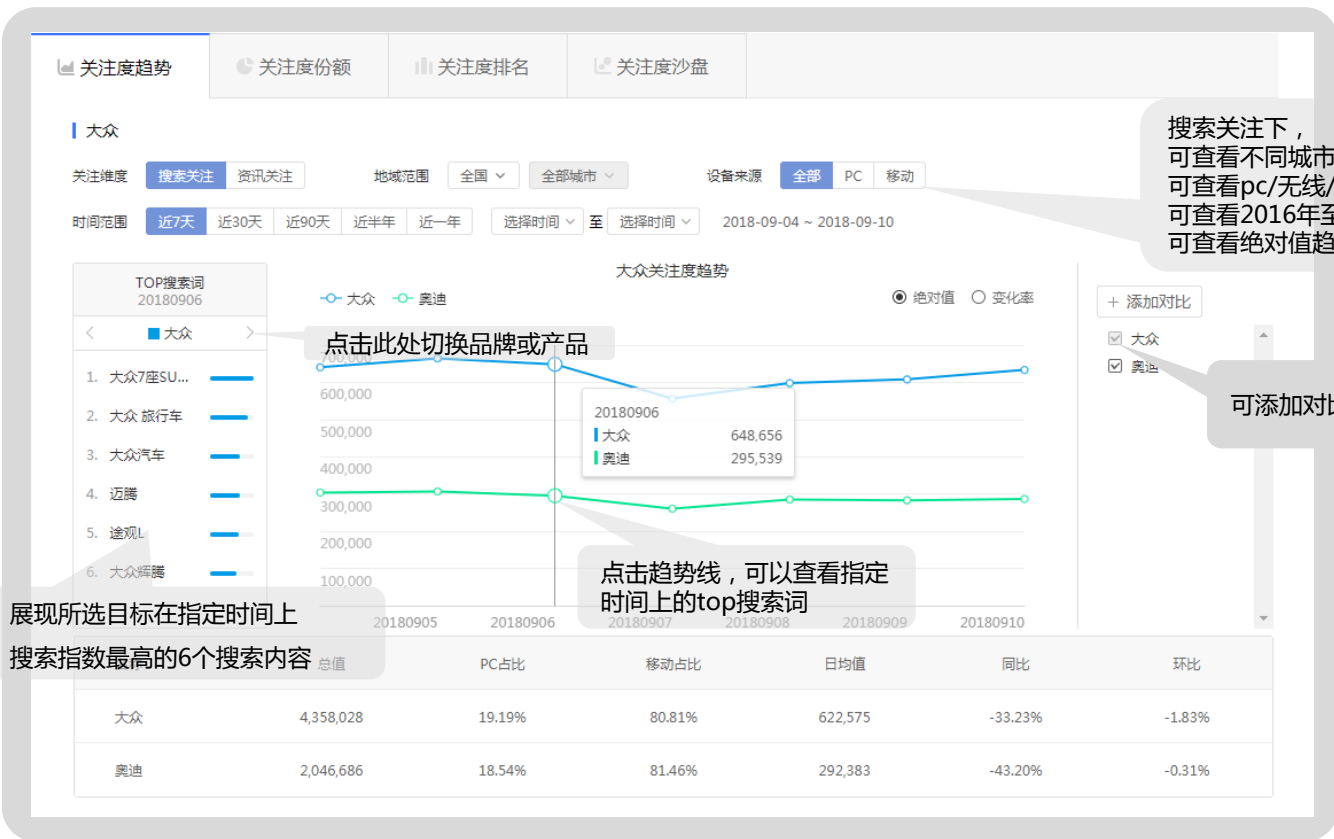 关注度趋势 关注度份额 关注度排名 关注度沙盘
大众
关注维度 搜索关注 资讯关注 地域范围 全国 全部城市 设备来源 全部 PC 移动
时间范围 近7天 近30天 近90天 近半年 近一年 选择时间 至 选择时间 2018-09-04 ~ 2018-09-10
搜索关注下，
可查看不同城市
可查看pc/无线/
可查看2016年至
可查看绝对值趋
TOP搜索词
20180906
大众
1. 大众7座SU...
2. 大众 旅行车
3. 大众汽车
4. 迈腾
5. 途观L
6. 大众辉腾
展现所选目标在指定时间上
搜索指数最高的6个搜索内容
大众关注度趋势
大众 奥迪
绝对值 变化率
点击此处切换品牌或产品
700,000
600,000
500,000
400,000
300,000
200,000
100,000
20180906
大众 648,656
奥迪 295,539
点击趋势线，可以查看指定
时间上的top搜索词
20180905 20180906 20180907 20180908 20180909 20180910
+ 添加对比
大众
奥迪
可添加对比
总值 PC占比 移动占比 日均值 同比 环比
大众 4,358,028 19.19% 80.81% 622,575 -33.23% -1.83%
奥迪 2,046,686 18.54% 81.46% 292,383 -43.20% -0.31%